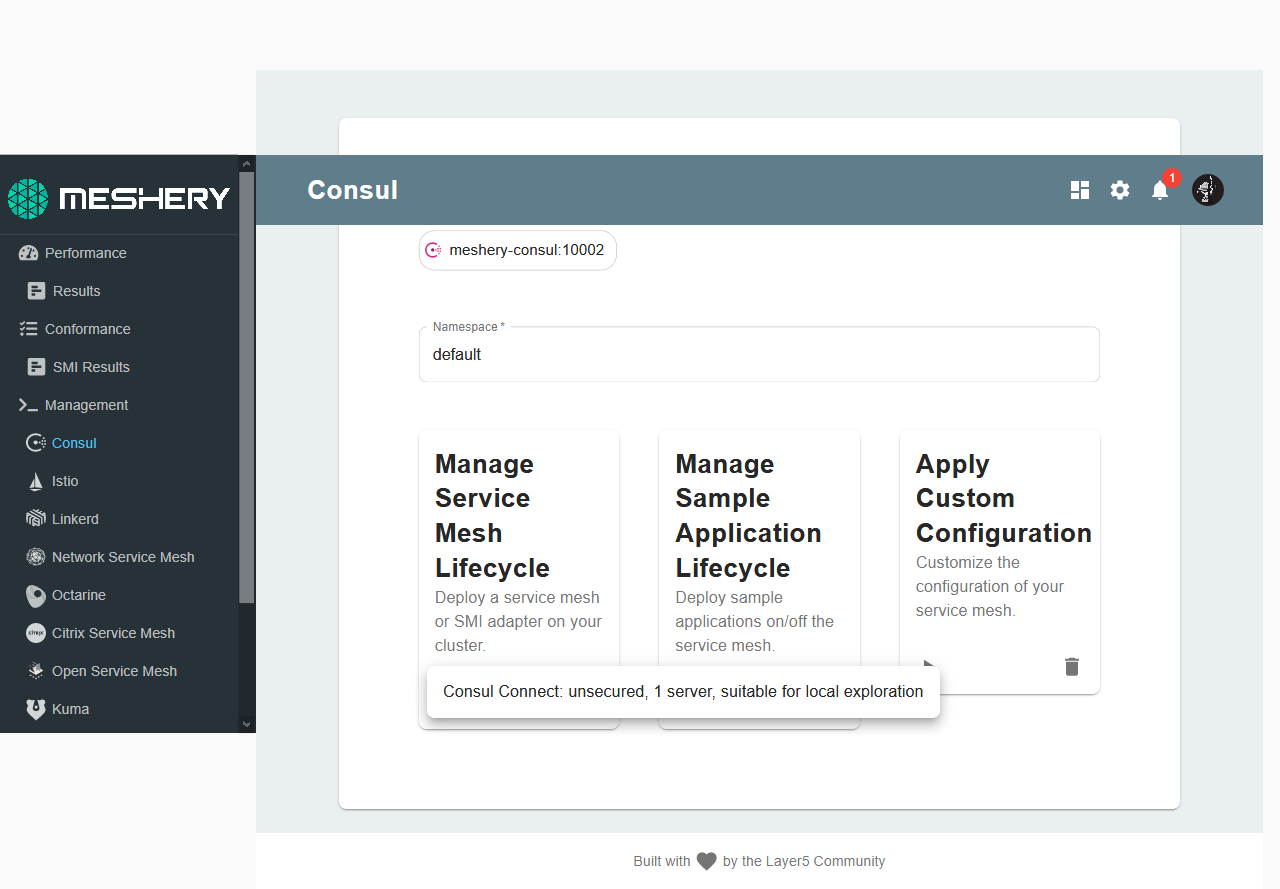 MESHERY
Performance
Results
Conformance
SMI Results
Management
Consul
Istio
Linkerd
Network Service Mesh
Octarine
citrix
Citrix Service Mesh
Open Service Mesh
Kuma
Consul
1
meshery-consul:10002
Namespace *
default
Manage
Service
Mesh
Lifecycle
Deploy a service mesh
or SMI adapter on your
cluster.
Manage
Sample
Application
Lifecycle
Deploy sample
applications on/off the
service mesh.
Apply
Custom
Configuration
Customize the
configuration of your
service mesh.
Consul Connect: unsecured, 1 server, suitable for local exploration
Built with by the Layer5 Community